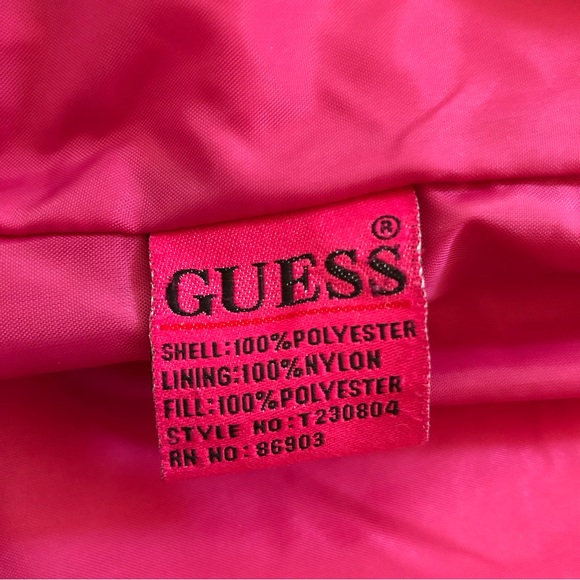 GUESS®
SHELL:100%POLYESTER
LINING:100%NYLON
FILL:100%POLYESTER
STYLE NO:T230804
RN NO:86903